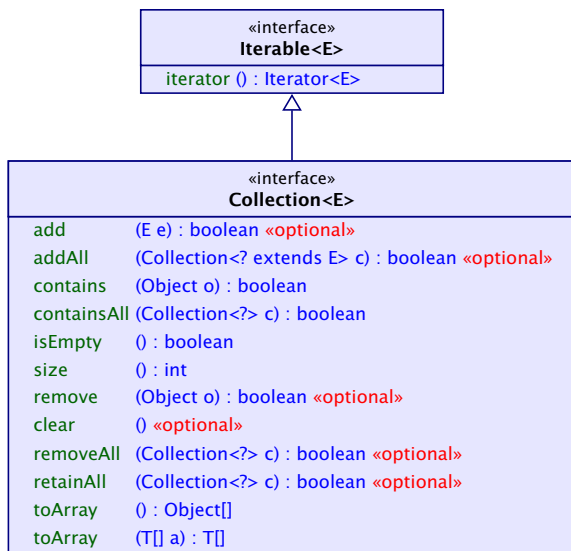 «interface»
Iterable<E>
iterator () : Iterator<E>
«interface»
Collection<E>
add (E e) : boolean «optional»
addAll (Collection<? extends E> c) : boolean «optional»
contains (Object o) : boolean
containsAll (Collection<?> c) : boolean
isEmpty () : boolean
size () : int
remove (Object o) : boolean «optional»
clear () «optional»
removeAll (Collection<?> c) : boolean «optional»
retainAll (Collection<?> c) : boolean «optional»
toArray () : Object[]
toArray (T[] a) : T[]